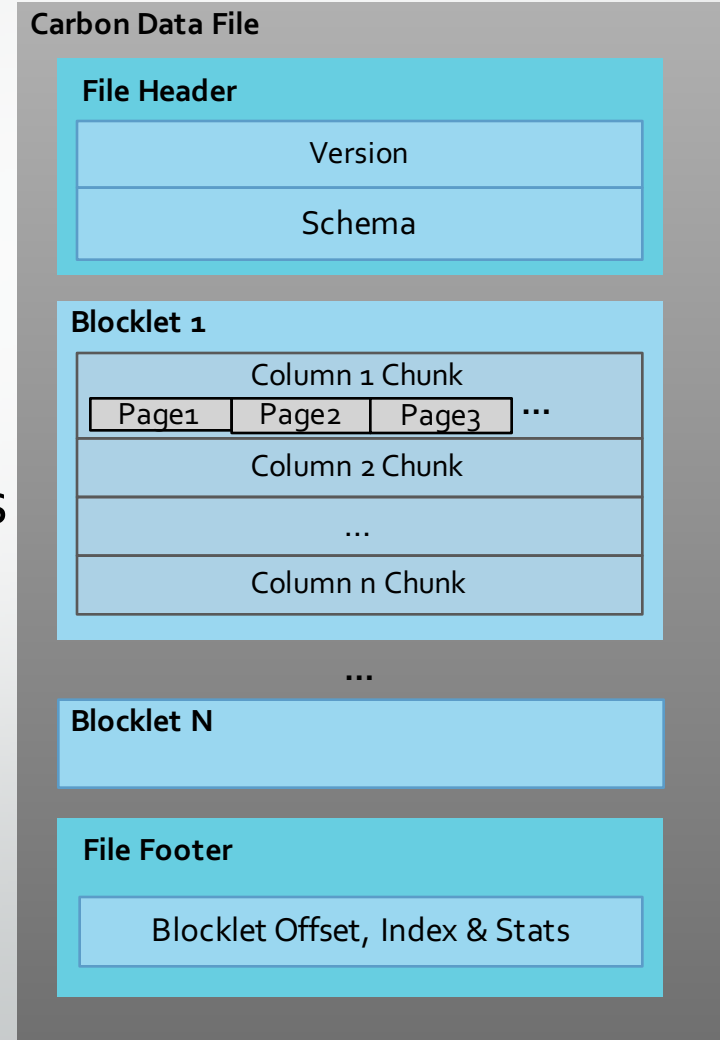 Carbon Data File
File Header
Version
Schema
Blocklet 1
Column 1 Chunk
Page1 Page2 Page3 ...
Column 2 Chunk
...
Column n Chunk
...
Blocklet N
File Footer
Blocklet Offset, Index & Stats